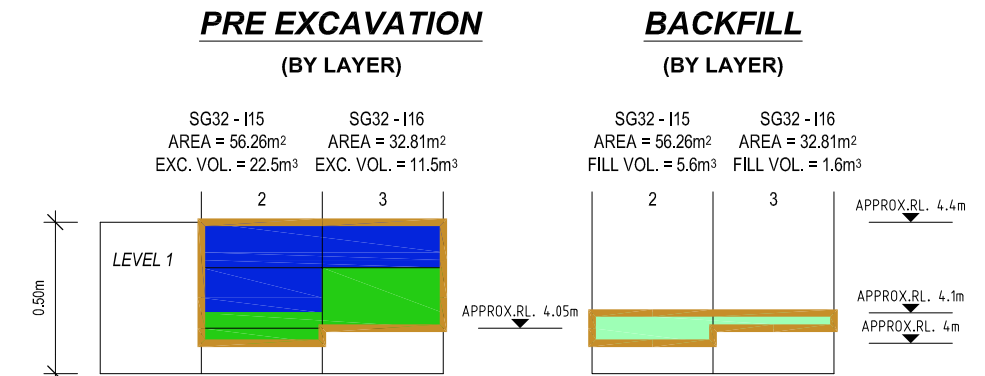 PRE EXCAVATION
(BY LAYER)
SG32 - I15
AREA = 56.26m²
EXC. VOL. = 22.5m³
SG32 - I16
AREA = 32.81m²
EXC. VOL. = 11.5m³
2
3
LEVEL 1
0.50m
APPROX.RL. 4.05m
BACKFILL
(BY LAYER)
SG32 - I15
AREA = 56.26m²
FILL VOL. = 5.6m³
SG32 - I16
AREA = 32.81m²
FILL VOL. = 1.6m³
2
3
APPROX.RL. 4.4m
APPROX.RL. 4.1m
APPROX.RL. 4m